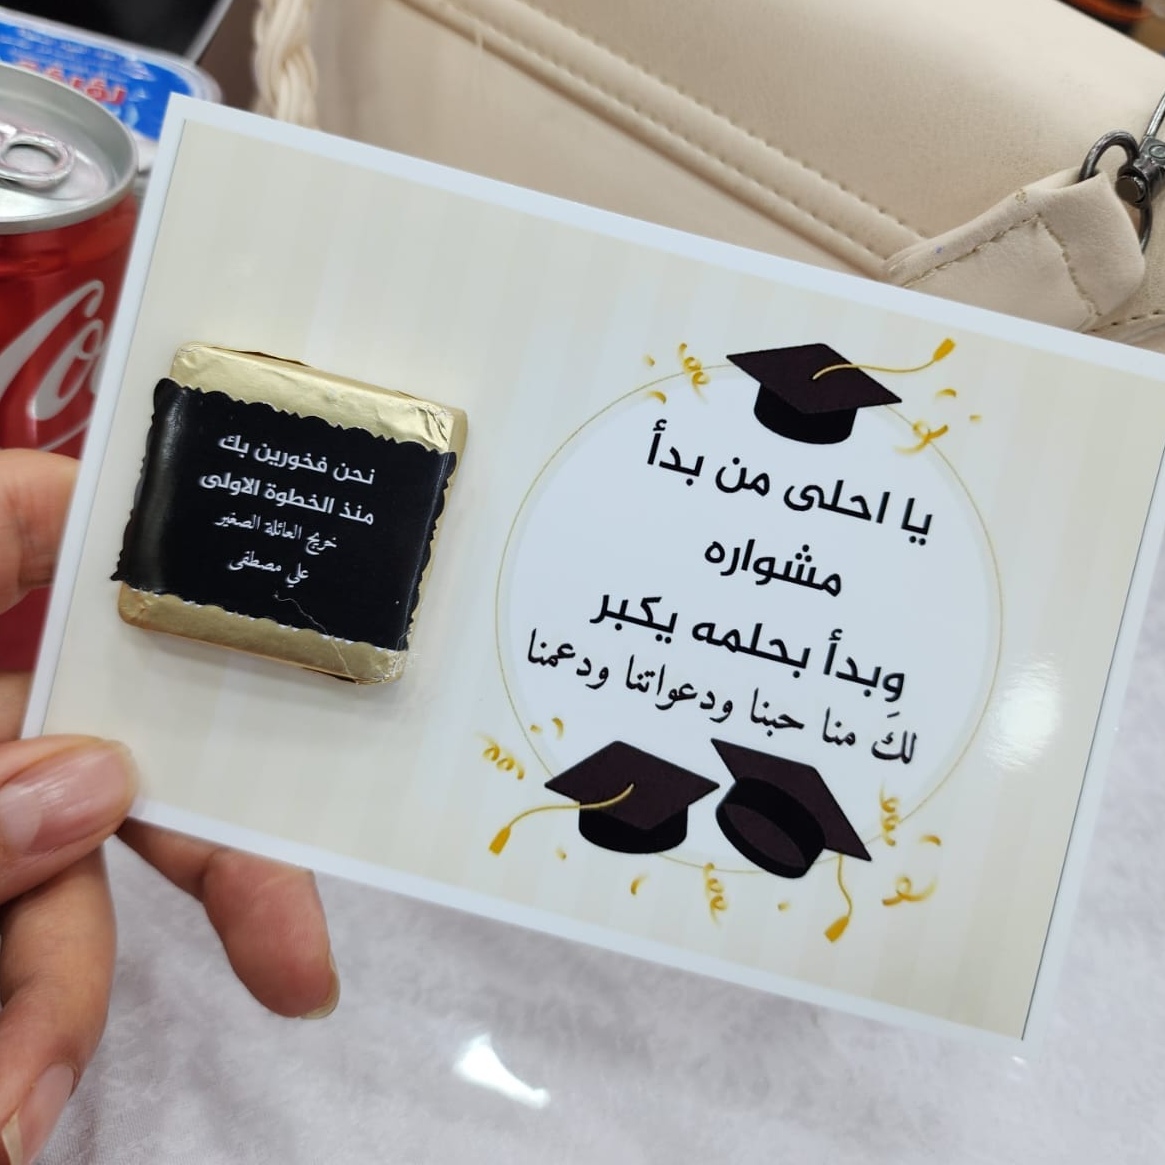 يا احلى من بدأ
مشواره
وِبدأ بحلمه يكبر
لكَ منا حبنا ودعواتنا ودعمنا
نحن فخورين بك
منذ الخطوة الاولى
خريج العائلة الصغير
علي مصطفى